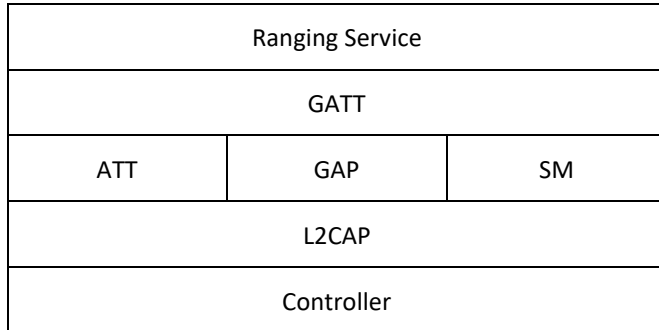 Ranging Service
GATT
ATT GAP SM
L2CAP
Controller